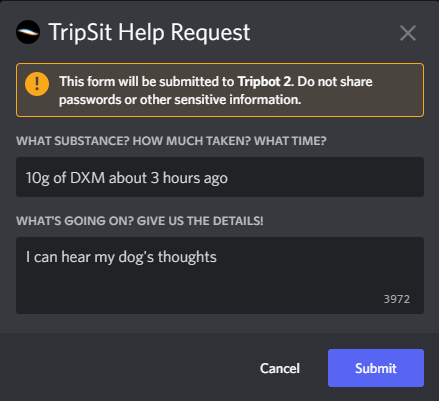 TripSit Help Request
This form will be submitted to Tripbot 2. Do not share
passwords or other sensitive information.
WHAT SUBSTANCE? HOW MUCH TAKEN? WHAT TIME?
10g of DXM about 3 hours ago
WHAT'S GOING ON? GIVE US THE DETAILS!
I can hear my dog's thoughts
3972
Cancel
Submit